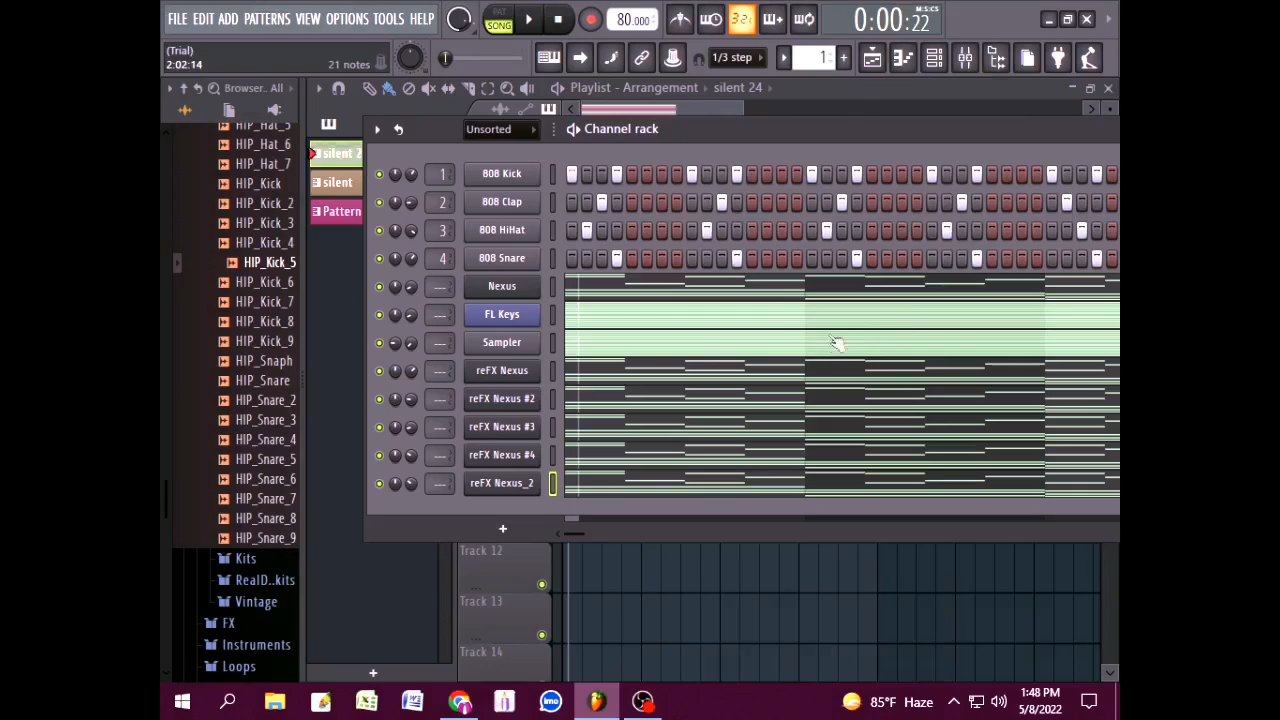 FILE EDIT ADD PATTERNS VIEW OPTIONS TOOLS HELP
PAT
SONG
80.000
3.2.1
M:S:CS
0:00:22
(Trial)
2:02:14
21 notes
1/3 step
1
Browser.. All
Playlist - Arrangement
silent 24
Unsorted
Channel rack
silent 2
silent
Pattern
HIP_Hat_5
HIP_Hat_6
HIP_Hat_7
HIP_Kick
HIP_Kick_2
HIP_Kick_3
HIP_Kick_4
HIP_Kick_5
HIP_Kick_6
HIP_Kick_7
HIP_Kick_8
HIP_Kick_9
HIP_Snaph
HIP_Snare
HIP_Snare_2
HIP_Snare_3
HIP_Snare_4
HIP_Snare_5
HIP_Snare_6
HIP_Snare_7
HIP_Snare_8
HIP_Snare_9
Kits
RealD..kits
Vintage
FX
Instruments
Loops
1 808 Kick
2 808 Clap
3 808 HiHat
4 808 Snare
--- Nexus
--- FL Keys
--- Sampler
--- reFX Nexus
--- reFX Nexus #2
--- reFX Nexus #3
--- reFX Nexus #4
--- reFX Nexus_2
+
Track 12
...
Track 13
...
Track 14
+
imo
85°F Haze
1:48 PM
5/8/2022